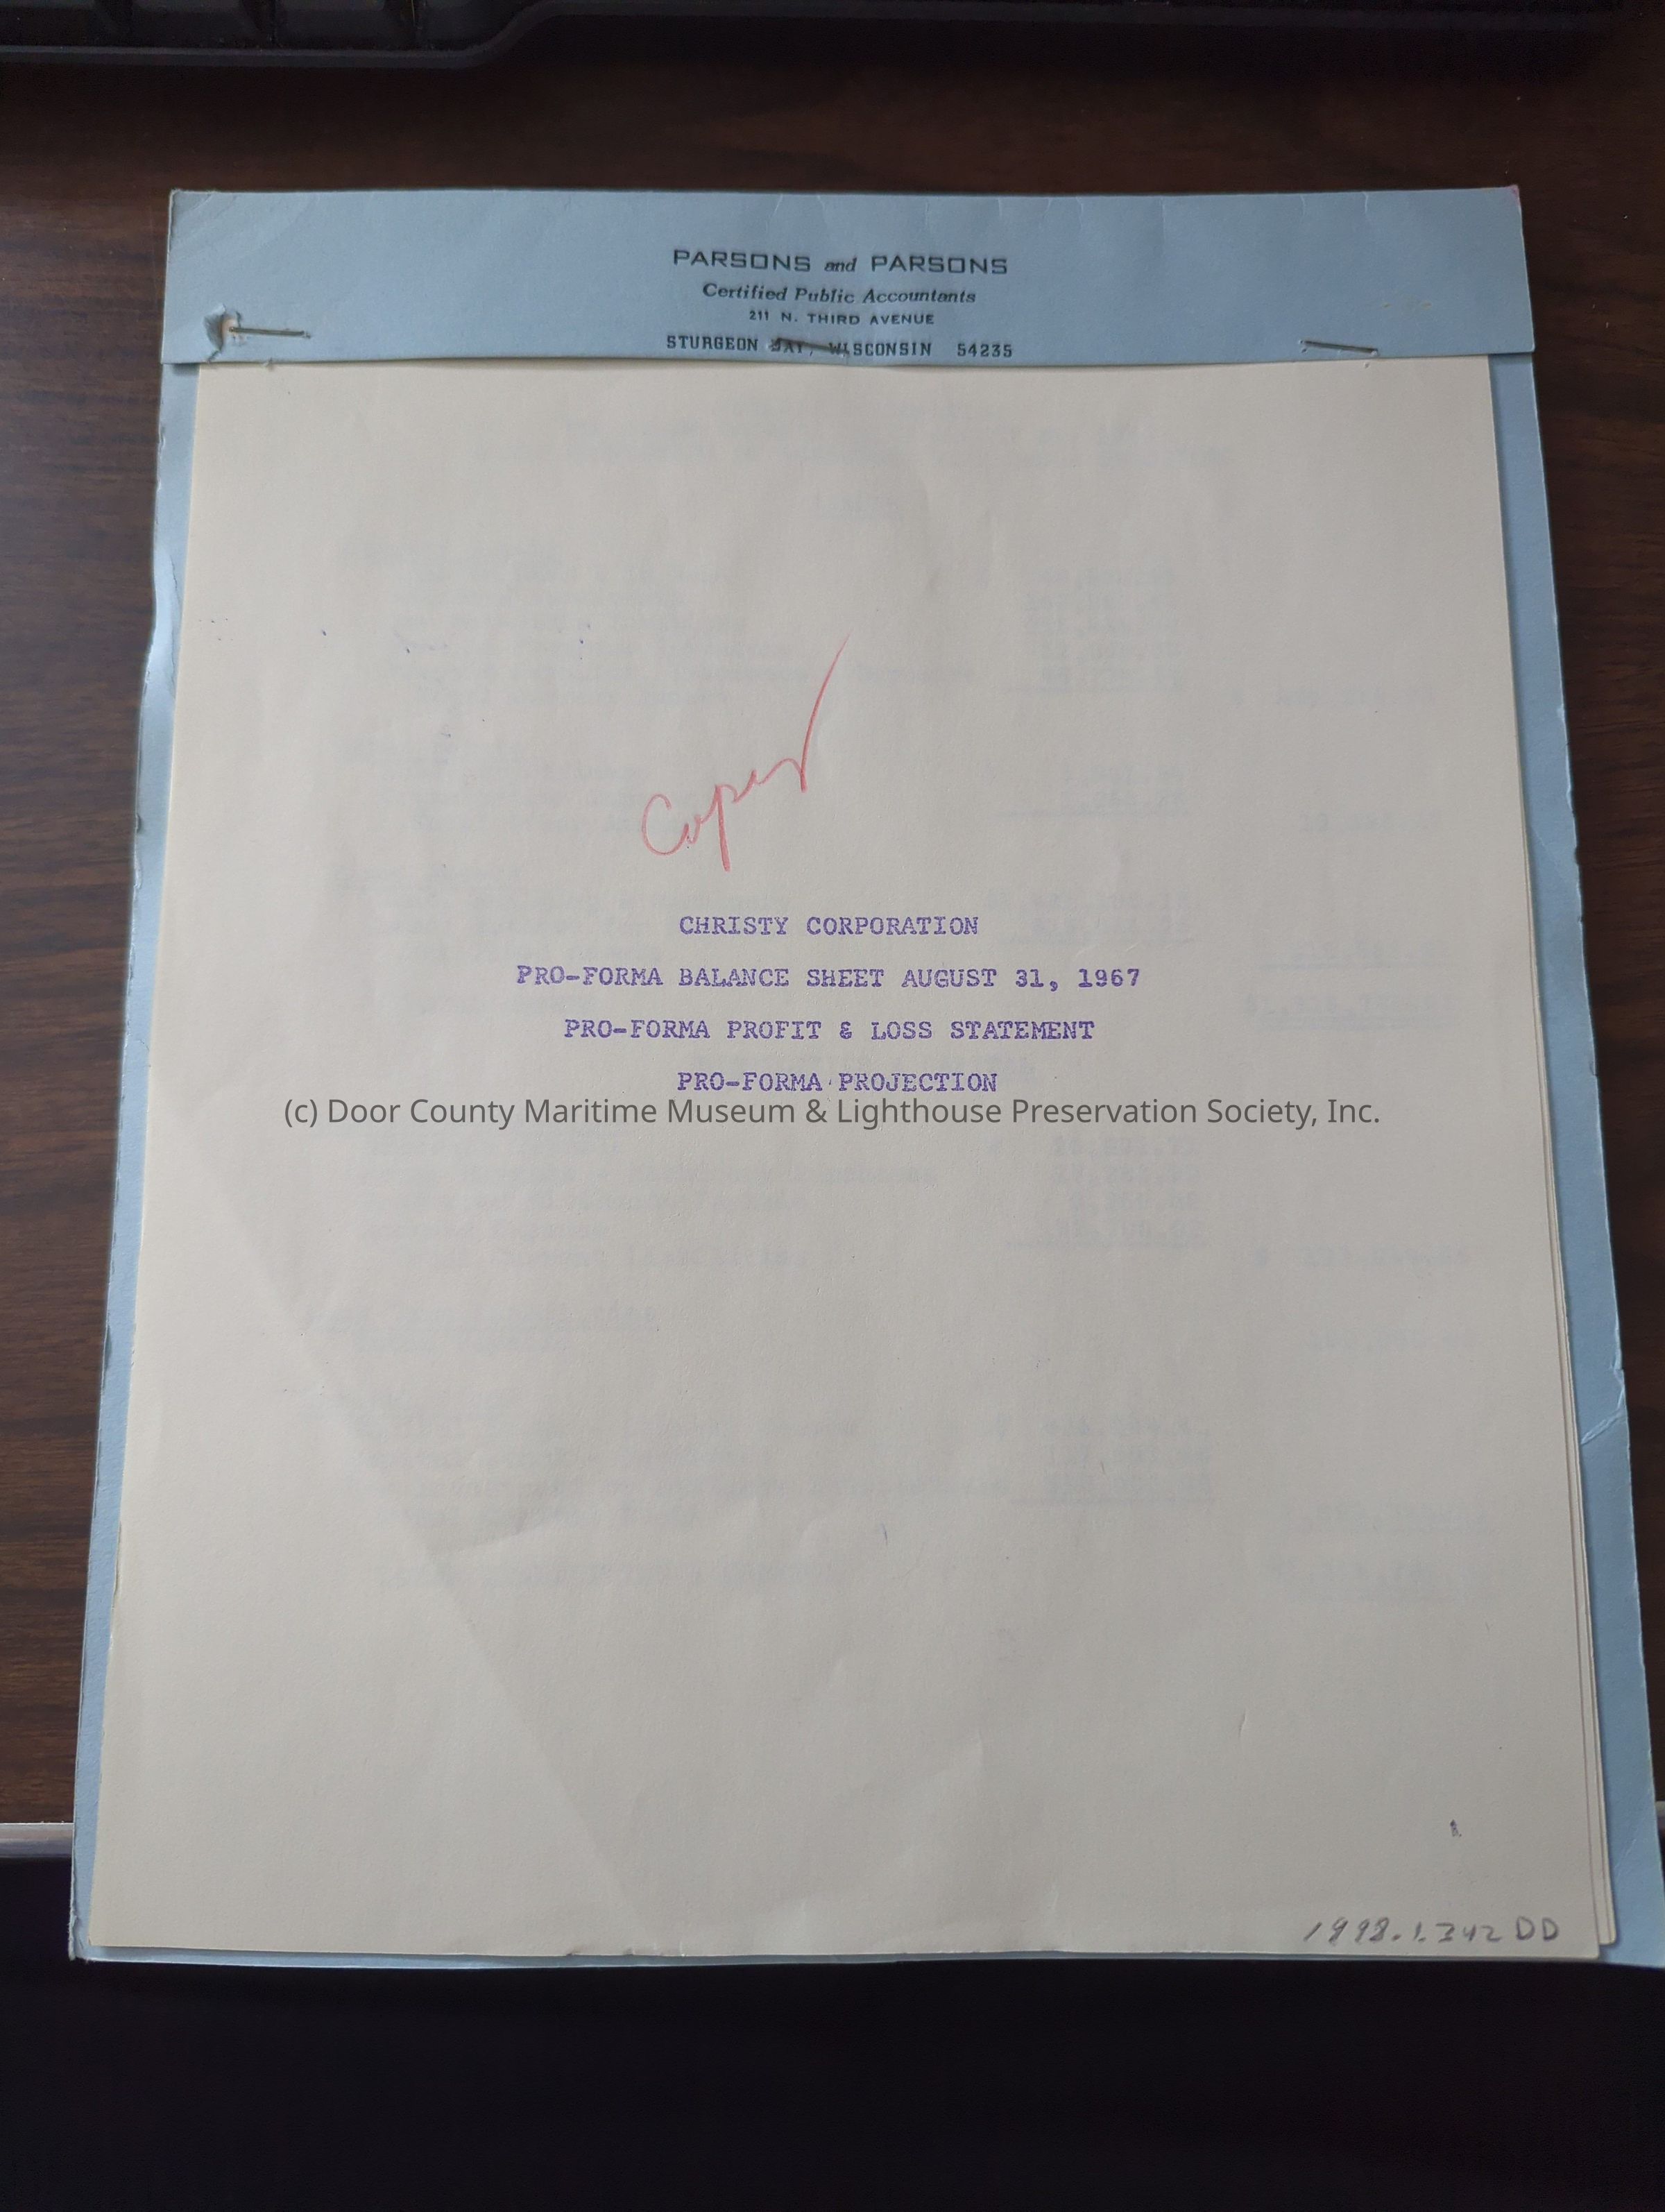 PARSONS and PARSONS
Certified Public Accountants
211 N. THIRD AVENUE
STURGEON BAY, WISCONSIN 54235
Copy
CHRISTY CORPORATION
PRO-FORMA BALANCE SHEET AUGUST 31, 1967
PRO-FORMA PROFIT & LOSS STATEMENT
PRO-FORMA PROJECTION
(c) Door County Maritime Museum & Lighthouse Preservation Society, Inc.
1998.1.342 DD